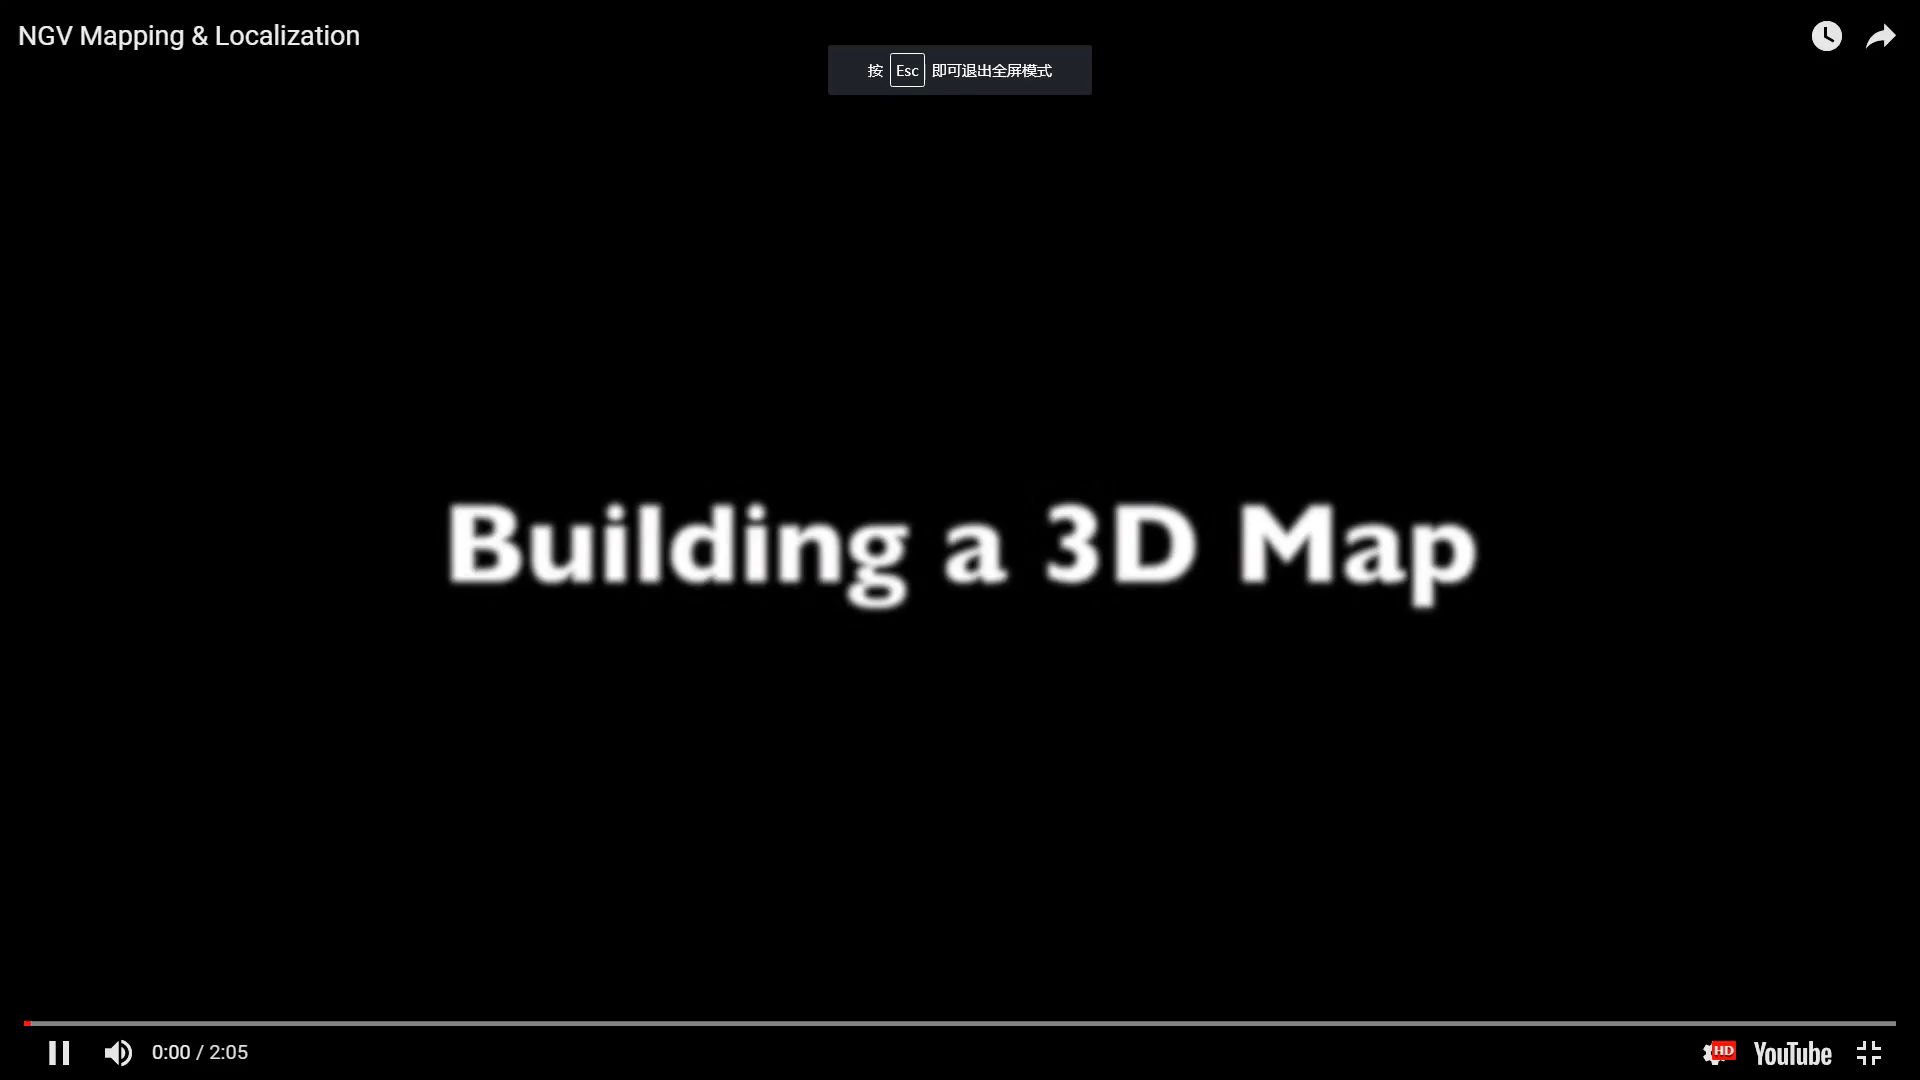 NGV Mapping & Localization
按 Esc 即可退出全屏模式
Building a 3D Map
0:00 / 2:05
HD YouTube